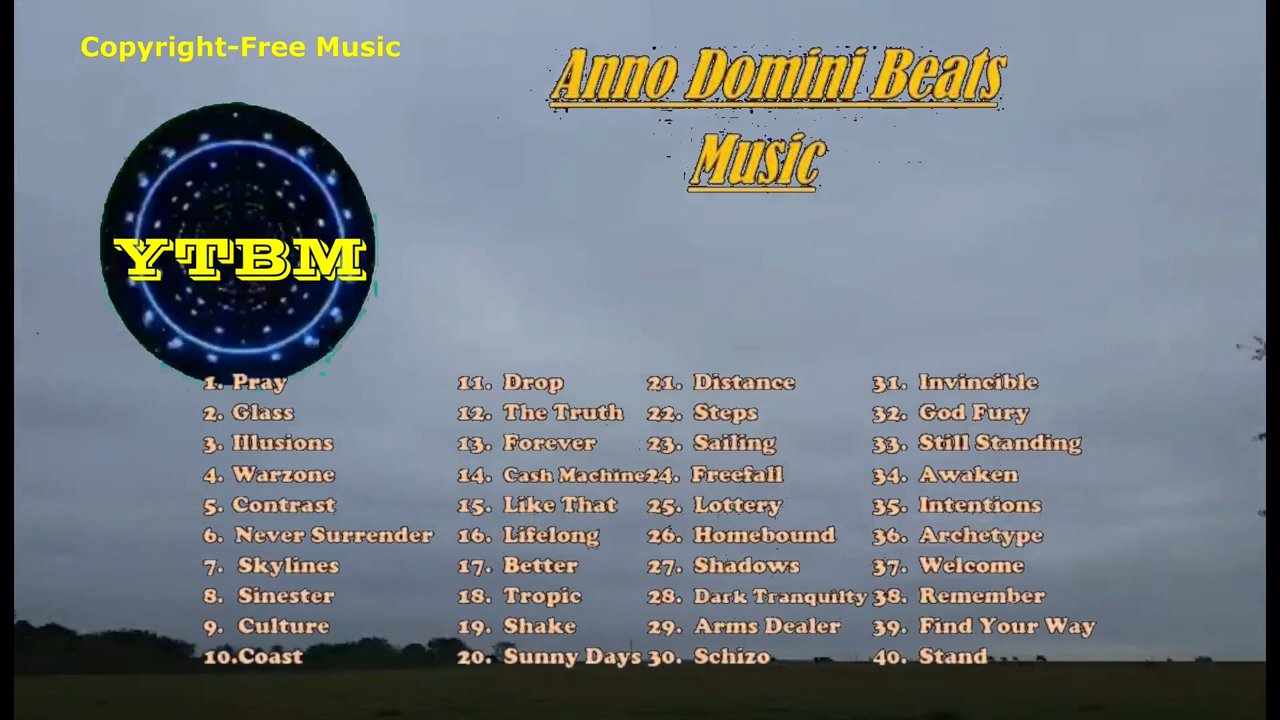 Copyright-Free Music
Anno Domini Beats
Music
YTBM
1. Pray
2. Glass
3. Illusions
4. Warzone
5. Contrast
6. Never Surrender
7. Skylines
8. Sinester
9. Culture
10.Coast
11. Drop
12. The Truth
13. Forever
14. Cash Machine
15. Like That
16. Lifelong
17. Better
18. Tropic
19. Shake
20. Sunny Days
21. Distance
22. Steps
23. Sailing
24. Freefall
25. Lottery
26. Homebound
27. Shadows
28. Dark Tranquilty
29. Arms Dealer
30. Schizo
31. Invincible
32. God Fury
33. Still Standing
34. Awaken
35. Intentions
36. Archetype
37. Welcome
38. Remember
39. Find Your Way
40. Stand